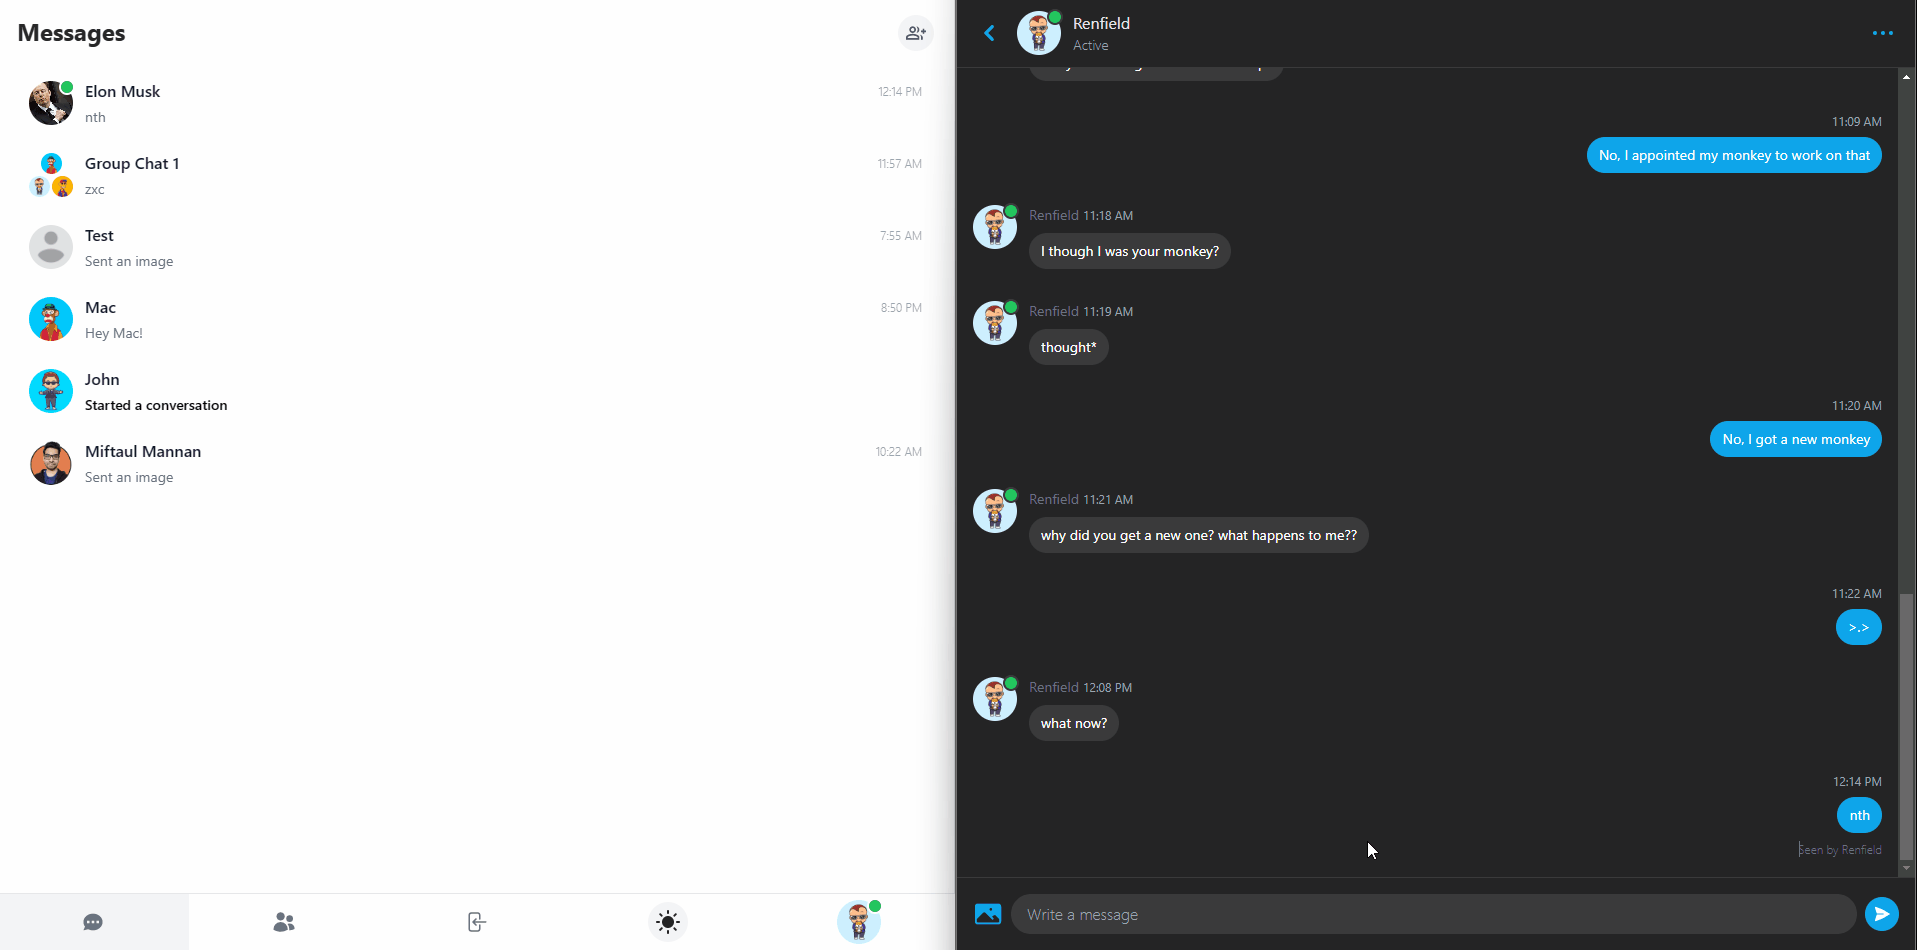 Messages
Elon Musk
12:14 PM
nth
Group Chat 1
11:57 AM
zxc
Test
7:55 AM
Sent an image
Mac
8:50 PM
Hey Mac!
John
Started a conversation
Miftaul Mannan
10:22 AM
Sent an image
Renfield
Active
11:09 AM
No, I appointed my monkey to work on that
Renfield 11:18 AM
I though I was your monkey?
Renfield 11:19 AM
thought*
11:20 AM
No, I got a new monkey
Renfield 11:21 AM
why did you get a new one? what happens to me??
11:22 AM
>.>
Renfield 12:08 PM
what now?
12:14 PM
nth
Seen by Renfield
Write a message